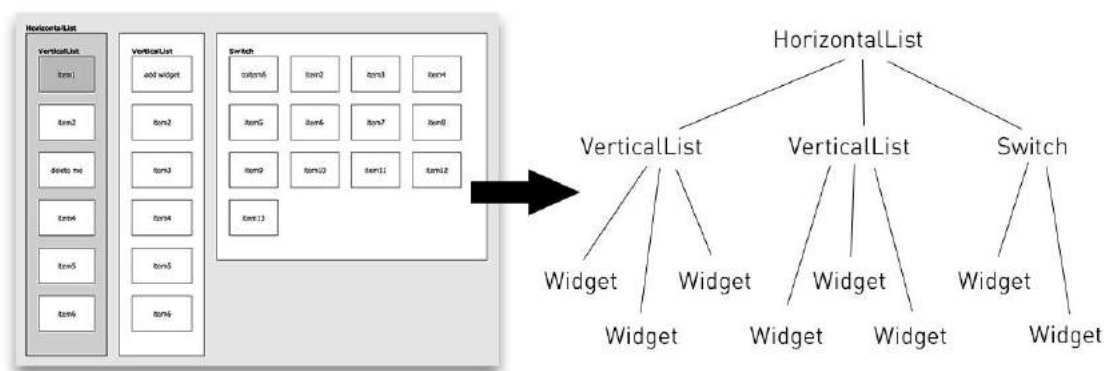 HorizontalList
VerticalList
item1
item2
delete me
item4
item5
item6
VerticalList
add widget
item2
item3
item4
item5
item6
Switch
item2 item3 item4
item5 item6 item7 item8
item9 item10 item11 item12
item13
HorizontalList
VerticalList VerticalList Switch
Widget Widget Widget Widget
Widget Widget Widget Widget